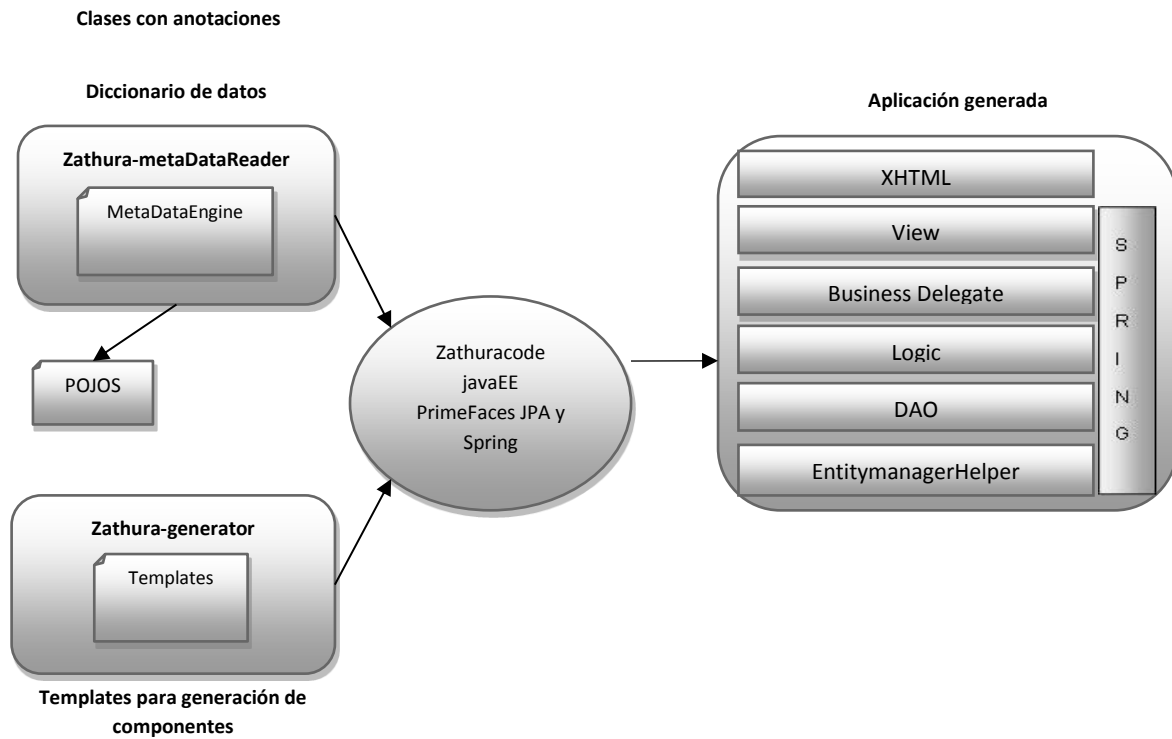 Clases con anotaciones
Diccionario de datos
Zathura-metaDataReader
MetaDataEngine
POJOS
Zathura-generator
Templates
Templates para generación de
componentes
Zathuracode
javaEE
PrimeFaces JPA y
Spring
Aplicación generada
XHTML
View
Business Delegate
Logic
DAO
EntitymanagerHelper
S
P
R
I
N
G